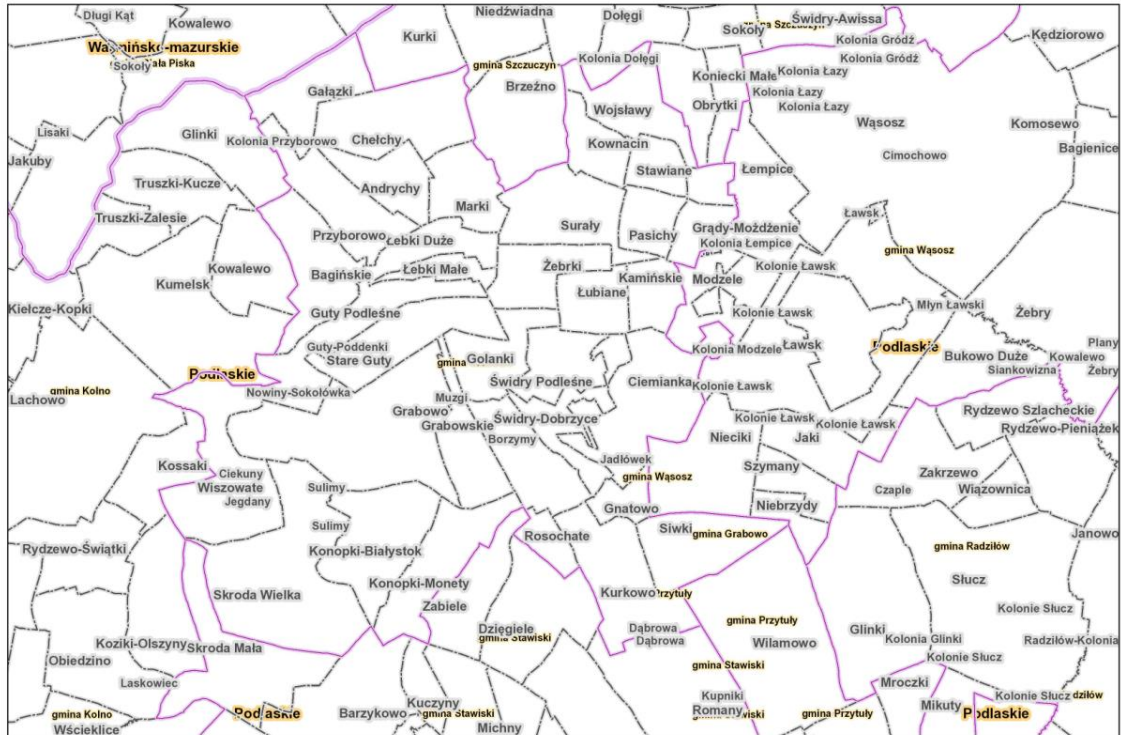 Długi Kąt
Kowalewo
Niedźwiadna
Dołęgi
Sokoły
gmina Szczuczyn
Świdry-Awissa
Kolonia Gródź
Kędziorowo
Kurki
Sokoły
gmina Szczuczyn
Kolonia Dołęgi
Kolonia Gródź
Gałązki
Brzeźno
Koniecki Małe
Kolonia Łazy
Kolonia Łazy
Kolonia Łazy
Obrytki
Wojsławy
Wąsosz
Komosewo
Lisaki
Glinki
Kolonia Przyborowo
Chełchy
Kownacin
Cimochowo
Bagienice
Jakuby
Stawiane
Łempice
Truszki-Kucze
Andrychy
Truszki-Zalesie
Marki
Ławsk
Przyborowo
Łebki Duże
Surały
Pasichy
Grądy-Możdżenie
Kolonia Łempice
gmina Wąsosz
Kowalewo
Bagińskie
Łebki Małe
Żebrki
Kamińskie
Modzele
Kolonie Ławsk
Kumelsk
Łubiane
Kiełcze-Kopki
Guty Podleśne
Kolonie Ławsk
Młyn Ławski
Żebry
Guty-Poddenki
Stare Guty
Golanki
Kolonia Modzele
Ławsk
Podlaskie
Bukowo Duże
Plany
Kowalewo
Siankowizna
Żebry
Podlaskie
Świdry Podleśne
Ciemianka
Kolonie Ławsk
gmina Kolno
Lachowo
Nowiny-Sokolówka
Muzgi
Grabowo
Grabowskie
Świdry-Dobrzyce
Borzymy
Kolonie Ławsk
Kolonie Ławsk
Rydzewo Szlacheckie
Rydzewo-Pieniążek
Nieciki
Jaki
Kossaki
Ciekuny
Wiszowate
Jegdany
Sulimy
Jadłówek
gmina Wąsosz
Szymany
Zakrzewo
Czaple
Wiązownica
Gnatowo
Niebrzydy
Sulimy
Rosochate
Siwki
gmina Grabowo
Janowo
Rydzewo-Świątki
Konopki-Białystok
gmina Radziłów
Słucz
Konopki-Monety
Skroda Wielka
Zabiele
Kurkowo
Przytuły
Kolonie Słucz
gmina Przytuły
Dzięgiele
gmina Stawiski
Dąbrowa
Dąbrowa
Wilamowo
Glinki
Kolonia Glinki
Radziłów-Kolonia
Koziki-Olszyny
Skroda Mała
Obiedzino
gmina Stawiski
Kolonie Słucz
Laskowiec
Mroczki
Kupniki
Romany
Kolonie Słucz
gmina Kolno
Podlaskie
Barzykowo
Kuczyny
gmina Stawiski
gmina Przytuły
Mikuty
Podlaskie
Wścieklice
Michny